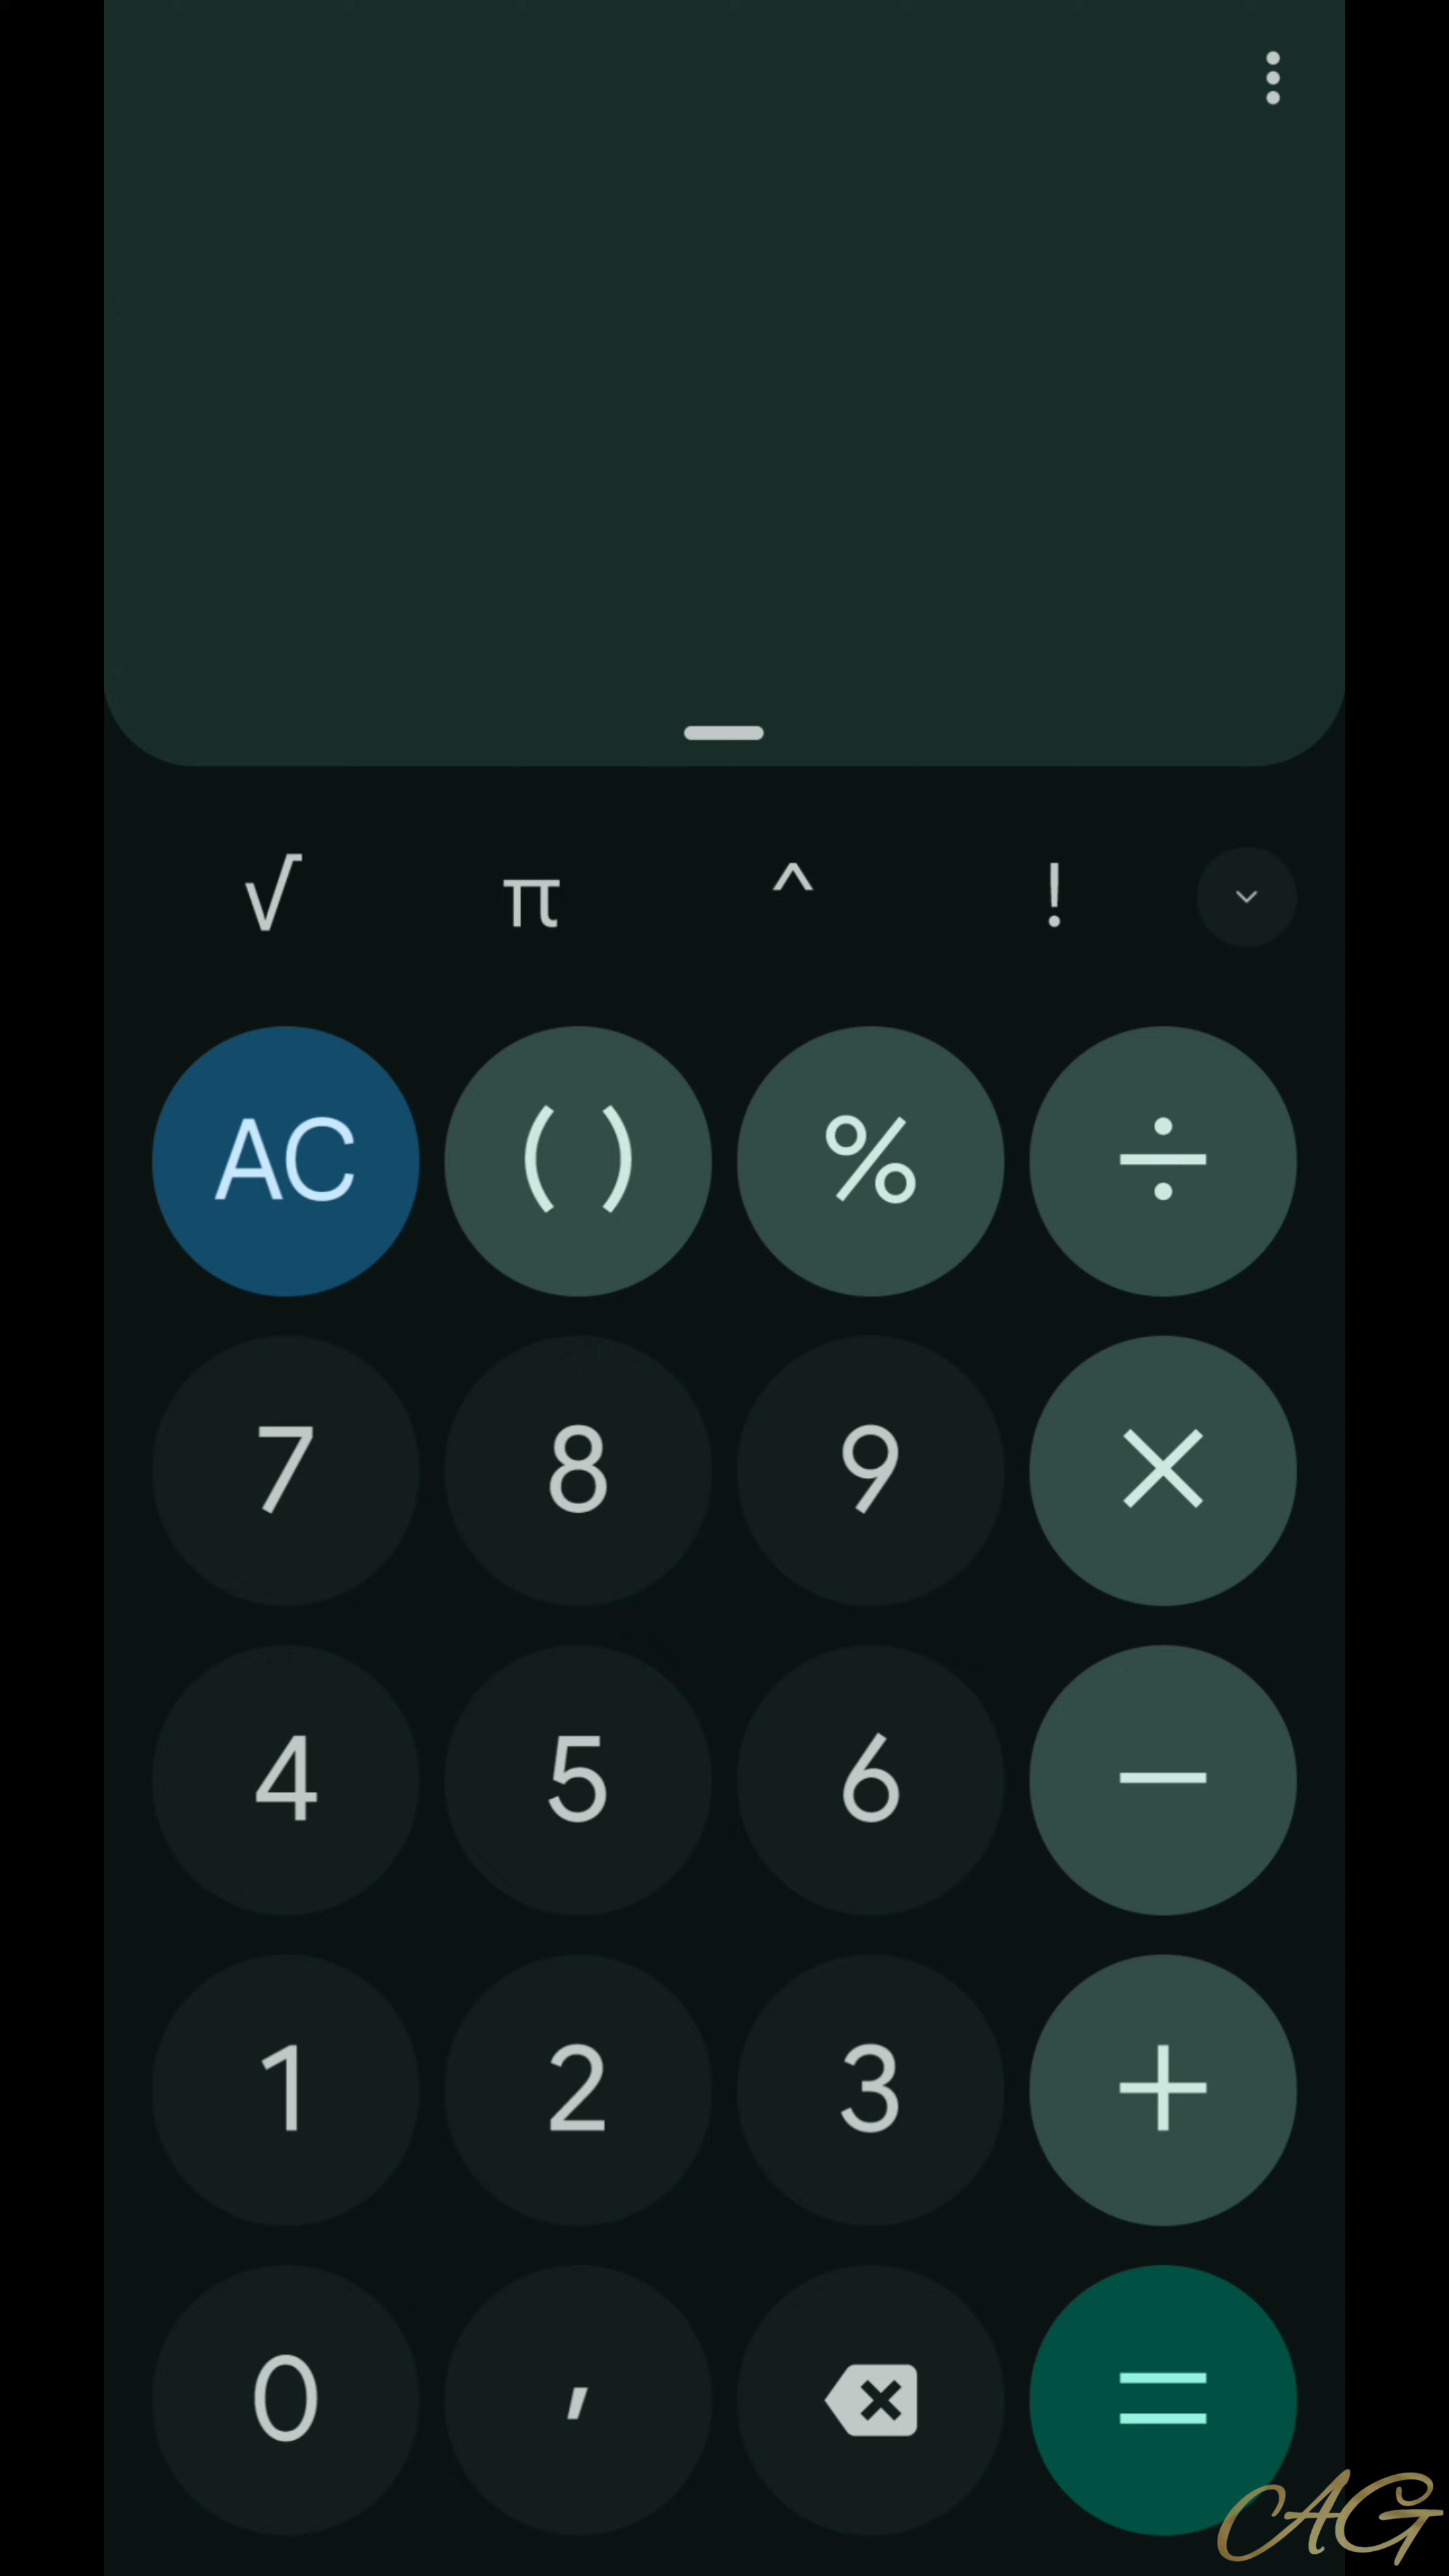 √ π ^ !
AC ( ) % ÷
7 8 9 ×
4 5 6 −
1 2 3 +
0 , =
CAG